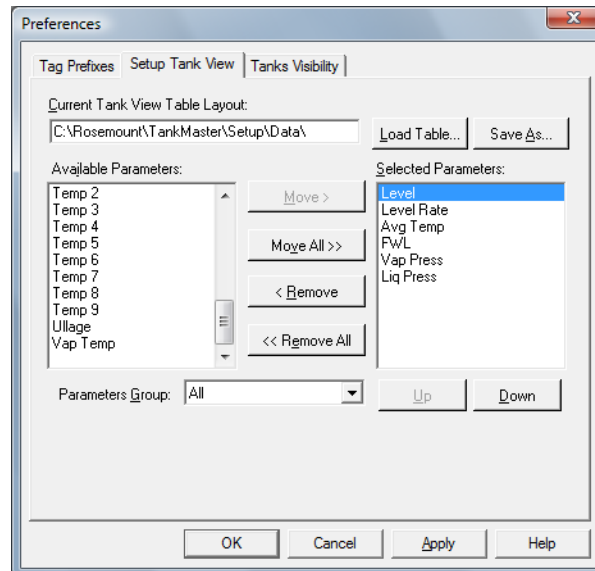 Preferences
Tag Prefixes
Setup Tank View
Tanks Visibility
Current Tank View Table Layout:
C:\Rosemount\TankMaster\Setup\Data\
Load Table...
Save As...
Available Parameters:
Temp 2
Temp 3
Temp 4
Temp 5
Temp 6
Temp 7
Temp 8
Temp 9
Ullage
Vap Temp
Move >
Move All >>
< Remove
<< Remove All
Selected Parameters:
Level
Level Rate
Avg Temp
FWL
Vap Press
Liq Press
Parameters Group:
All
Up
Down
OK
Cancel
Apply
Help